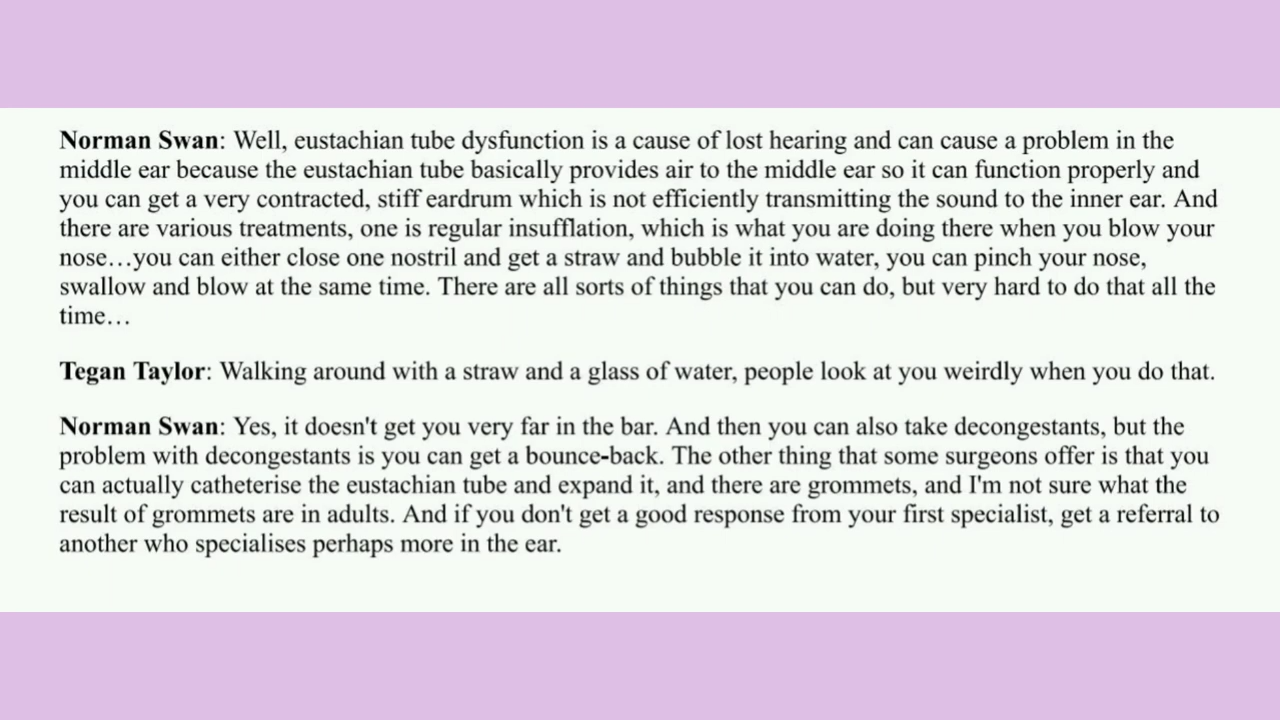 Norman Swan: Well, eustachian tube dysfunction is a cause of lost hearing and can cause a problem in the
middle ear because the eustachian tube basically provides air to the middle ear so it can function properly and
you can get a very contracted, stiff eardrum which is not efficiently transmitting the sound to the inner ear. And
there are various treatments, one is regular insufflation, which is what you are doing there when you blow your
nose…you can either close one nostril and get a straw and bubble it into water, you can pinch your nose,
swallow and blow at the same time. There are all sorts of things that you can do, but very hard to do that all the
time…
Tegan Taylor: Walking around with a straw and a glass of water, people look at you weirdly when you do that.
Norman Swan: Yes, it doesn't get you very far in the bar. And then you can also take decongestants, but the
problem with decongestants is you can get a bounce-back. The other thing that some surgeons offer is that you
can actually catheterise the eustachian tube and expand it, and there are grommets, and I'm not sure what the
result of grommets are in adults. And if you don't get a good response from your first specialist, get a referral to
another who specialises perhaps more in the ear.